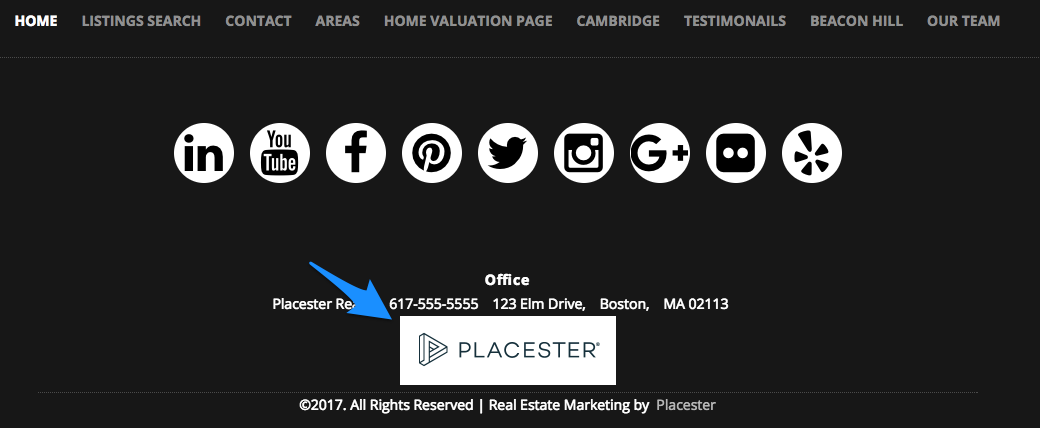 HOME LISTINGS SEARCH CONTACT AREAS HOME VALUATION PAGE CAMBRIDGE TESTIMONAILS BEACON HILL OUR TEAM
in You Tube f G+
Office
Placester 617-555-5555 123 Elm Drive, Boston, MA 02113
PLACESTER®
©2017. All Rights Reserved | Real Estate Marketing by Placester